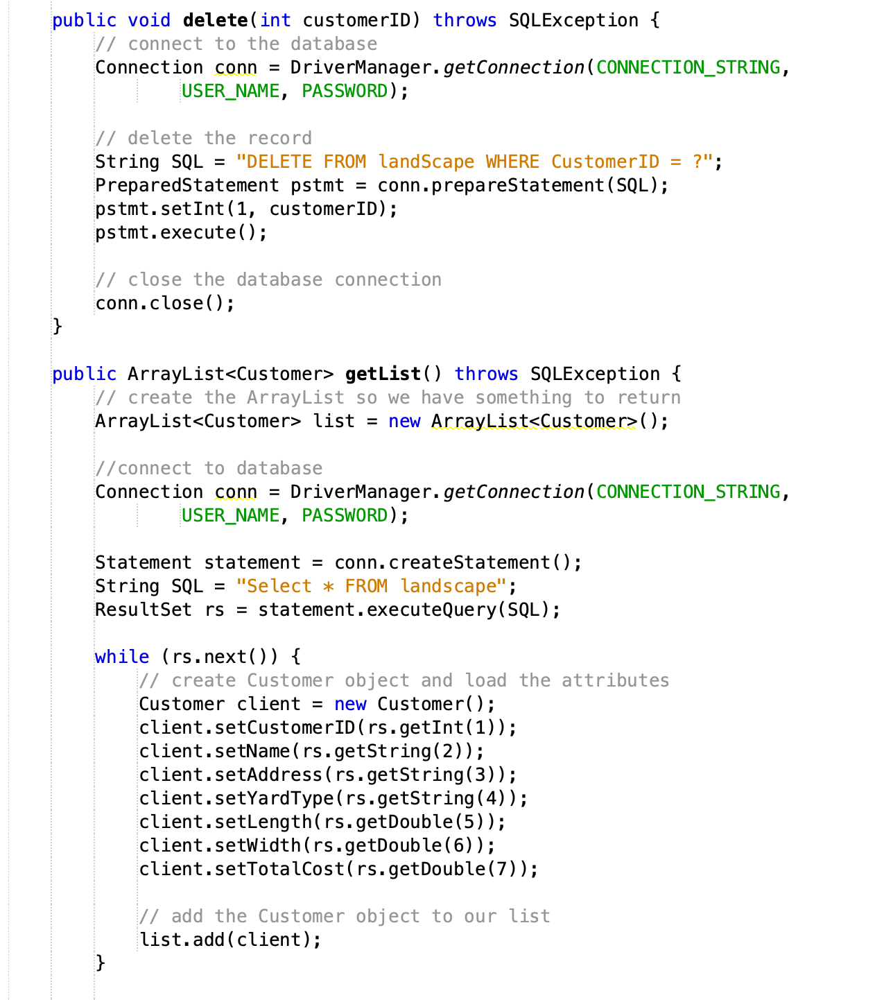 public void delete(int customerID) throws SQLException {
// connect to the database
Connection conn = DriverManager.getConnection(CONNECTION_STRING,
USER_NAME, PASSWORD);
// delete the record
String SQL = "DELETE FROM landScape WHERE CustomerID = ?";
PreparedStatement pstmt = conn.prepareStatement(SQL);
pstmt.setInt(1, customerID);
pstmt.execute();
// close the database connection
conn.close();
}
public ArrayList<Customer> getList() throws SQLException {
// create the ArrayList so we have something to return
ArrayList<Customer> list = new ArrayList<Customer>();
//connect to database
Connection conn = DriverManager.getConnection(CONNECTION_STRING,
USER_NAME, PASSWORD);
Statement statement = conn.createStatement();
String SQL = "Select * FROM landscape";
ResultSet rs = statement.executeQuery(SQL);
while (rs.next()) {
// create Customer object and load the attributes
Customer client = new Customer();
client.setCustomerID(rs.getInt(1));
client.setName(rs.getString(2));
client.setAddress(rs.getString(3));
client.setYardType(rs.getString(4));
client.setLength(rs.getDouble(5));
client.setWidth(rs.getDouble(6));
client.setTotalCost(rs.getDouble(7));
// add the Customer object to our list
list.add(client);
}